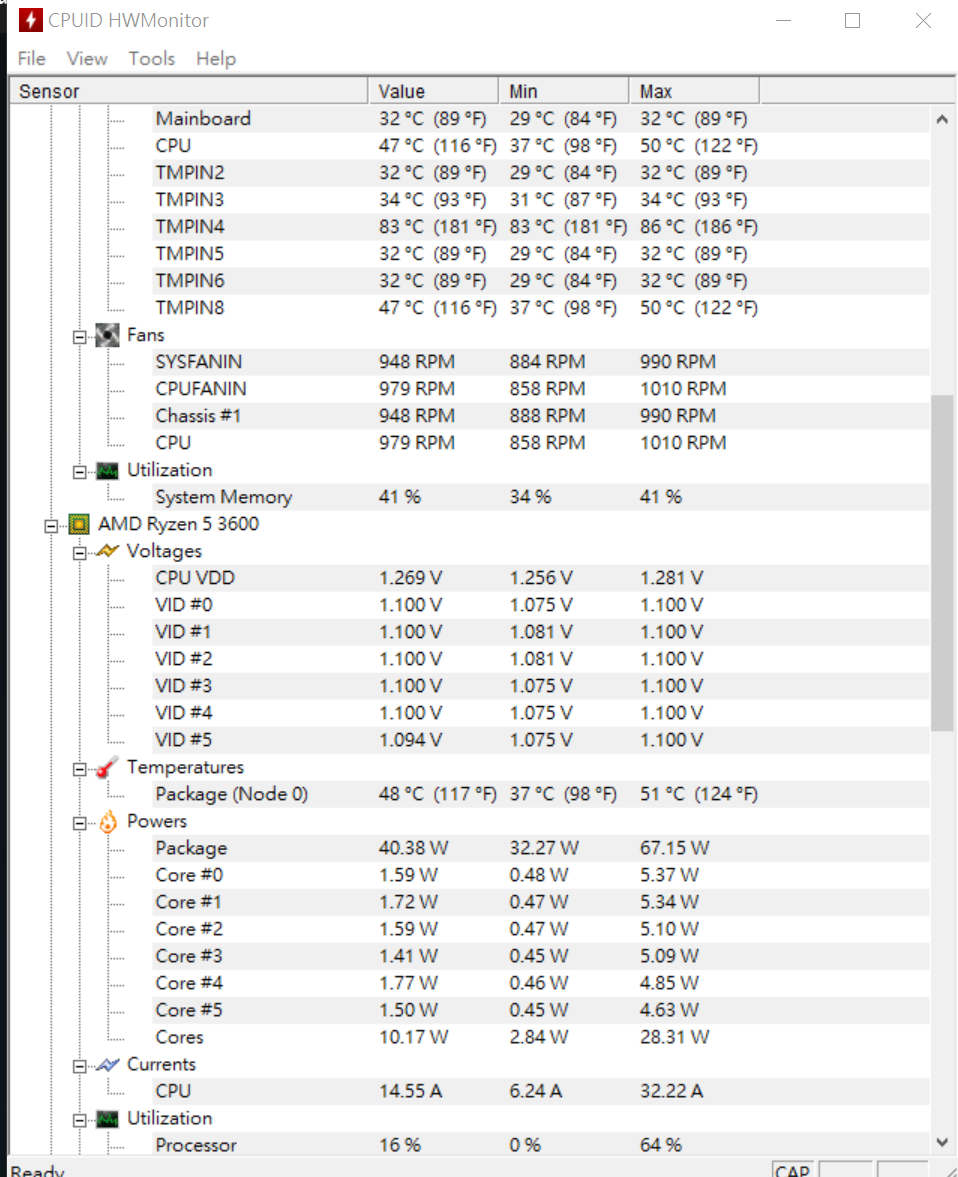 CPUID HWMonitor
File View Tools Help
Sensor Value Min Max
Mainboard 32 °C (89 °F) 29 °C (84 °F) 32 °C (89 °F)
CPU 47 °C (116 °F) 37 °C (98 °F) 50 °C (122 °F)
TMPIN2 32 °C (89 °F) 29 °C (84 °F) 32 °C (89 °F)
TMPIN3 34 °C (93 °F) 31 °C (87 °F) 34 °C (93 °F)
TMPIN4 83 °C (181 °F) 83 °C (181 °F) 86 °C (186 °F)
TMPIN5 32 °C (89 °F) 29 °C (84 °F) 32 °C (89 °F)
TMPIN6 32 °C (89 °F) 29 °C (84 °F) 32 °C (89 °F)
TMPIN8 47 °C (116 °F) 37 °C (98 °F) 50 °C (122 °F)
Fans
SYSFANIN 948 RPM 884 RPM 990 RPM
CPUFANIN 979 RPM 858 RPM 1010 RPM
Chassis #1 948 RPM 888 RPM 990 RPM
CPU 979 RPM 858 RPM 1010 RPM
Utilization
System Memory 41 % 34 % 41 %
AMD Ryzen 5 3600
Voltages
CPU VDD 1.269 V 1.256 V 1.281 V
VID #0 1.100 V 1.075 V 1.100 V
VID #1 1.100 V 1.081 V 1.100 V
VID #2 1.100 V 1.081 V 1.100 V
VID #3 1.100 V 1.075 V 1.100 V
VID #4 1.100 V 1.075 V 1.100 V
VID #5 1.094 V 1.075 V 1.100 V
Temperatures
Package (Node 0) 48 °C (117 °F) 37 °C (98 °F) 51 °C (124 °F)
Powers
Package 40.38 W 32.27 W 67.15 W
Core #0 1.59 W 0.48 W 5.37 W
Core #1 1.72 W 0.47 W 5.34 W
Core #2 1.59 W 0.47 W 5.10 W
Core #3 1.41 W 0.45 W 5.09 W
Core #4 1.77 W 0.46 W 4.85 W
Core #5 1.50 W 0.45 W 4.63 W
Cores 10.17 W 2.84 W 28.31 W
Currents
CPU 14.55 A 6.24 A 32.22 A
Utilization
Processor 16 % 0 % 64 %
Ready CAP